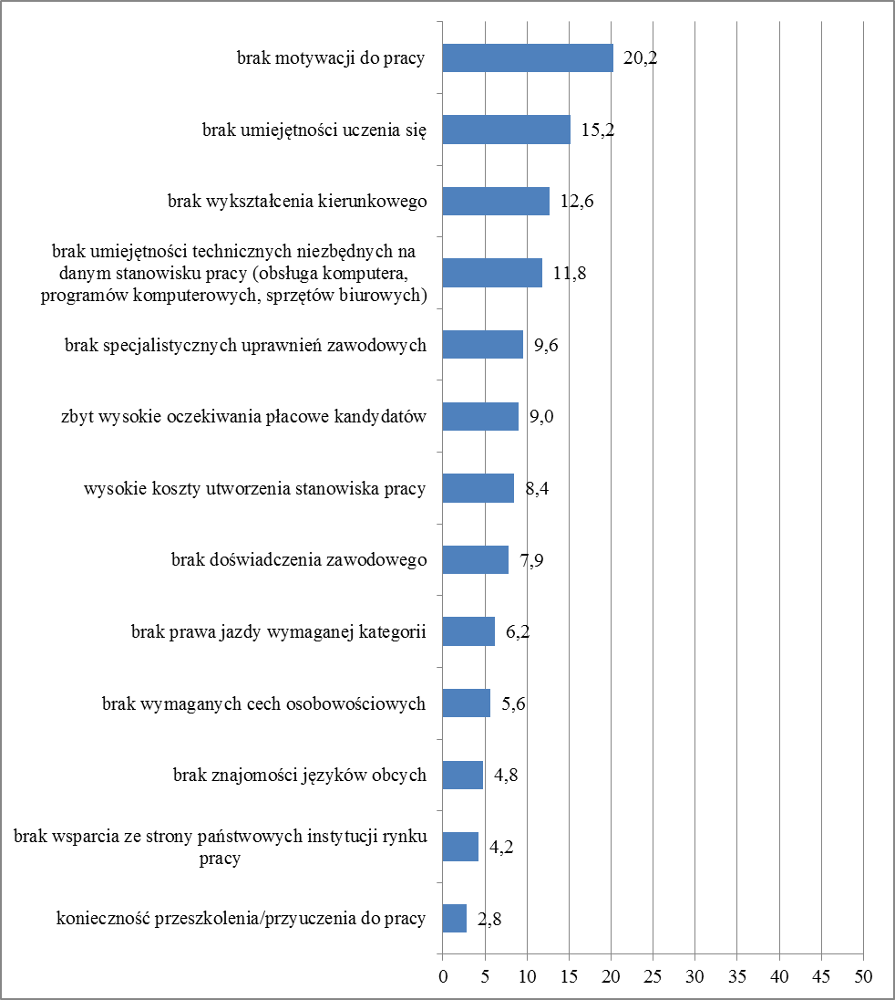 brak motywacji do pracy 20,2
brak umiejętności uczenia się 15,2
brak wykształcenia kierunkowego 12,6
brak umiejętności technicznych niezbędnych na
danym stanowisku pracy (obsługa komputera,
programów komputerowych, sprzętów biurowych)
11,8
brak specjalistycznych uprawnień zawodowych 9,6
zbyt wysokie oczekiwania płacowe kandydatów 9,0
wysokie koszty utworzenia stanowiska pracy 8,4
brak doświadczenia zawodowego 7,9
brak prawa jazdy wymaganej kategorii 6,2
brak wymaganych cech osobowościowych 5,6
brak znajomości języków obcych 4,8
brak wsparcia ze strony państwowych instytucji rynku
pracy
4,2
konieczność przeszkolenia/przyuczenia do pracy 2,8
0 5 10 15 20 25 30 35 40 45 50